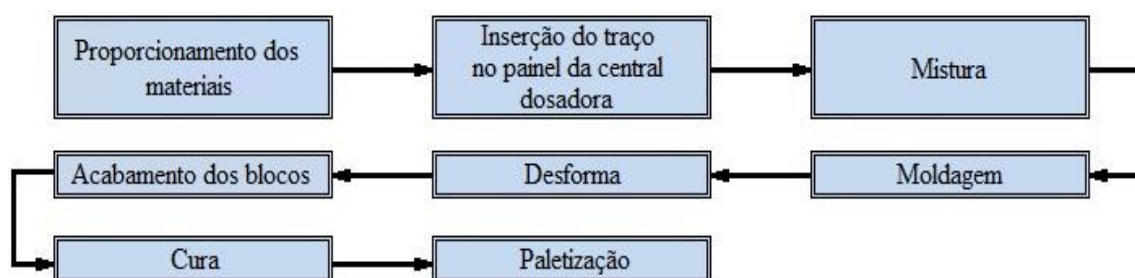 Proporcionamento dos
materiais
Inserção do traço
no painel da central
dosadora
Mistura
Moldagem
Desforma
Acabamento dos blocos
Cura
Paletização